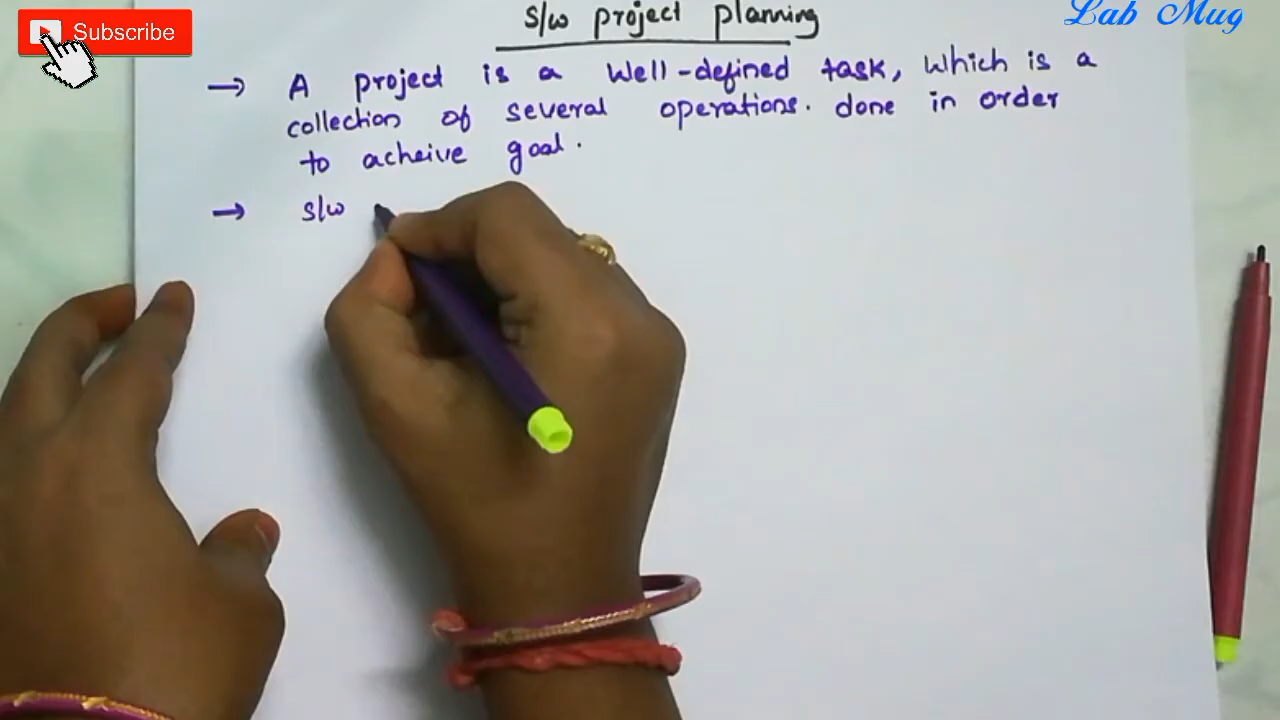 Subscribe
s/w project planning
Lab Mug
→ A project is a well-defined task, which is a
collection of several operations. done in order
to acheive goal.
→ s/w